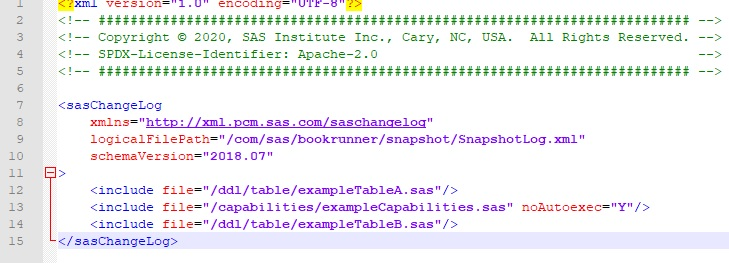 1 <?xml version="1.0" encoding="UTF-8"?>
2 <!-- ##################################################################### -->
3 <!-- Copyright © 2020, SAS Institute Inc., Cary, NC, USA.  All Rights Reserved. -->
4 <!-- SPDX-License-Identifier: Apache-2.0 -->
5 <!-- ##################################################################### -->
6
7 <sasChangeLog
8 xmlns="http://xml.pcm.sas.com/saschangelog"
9 logicalFilePath="/com/sas/bookrunner/snapshot/SnapshotLog.xml"
10 schemaVersion="2018.07"
11 >
12 <include file="/ddl/table/exampleTableA.sas"/>
13 <include file="/capabilities/exampleCapabilities.sas" noAutoexec="Y"/>
14 <include file="/ddl/table/exampleTableB.sas"/>
15 </sasChangeLog>